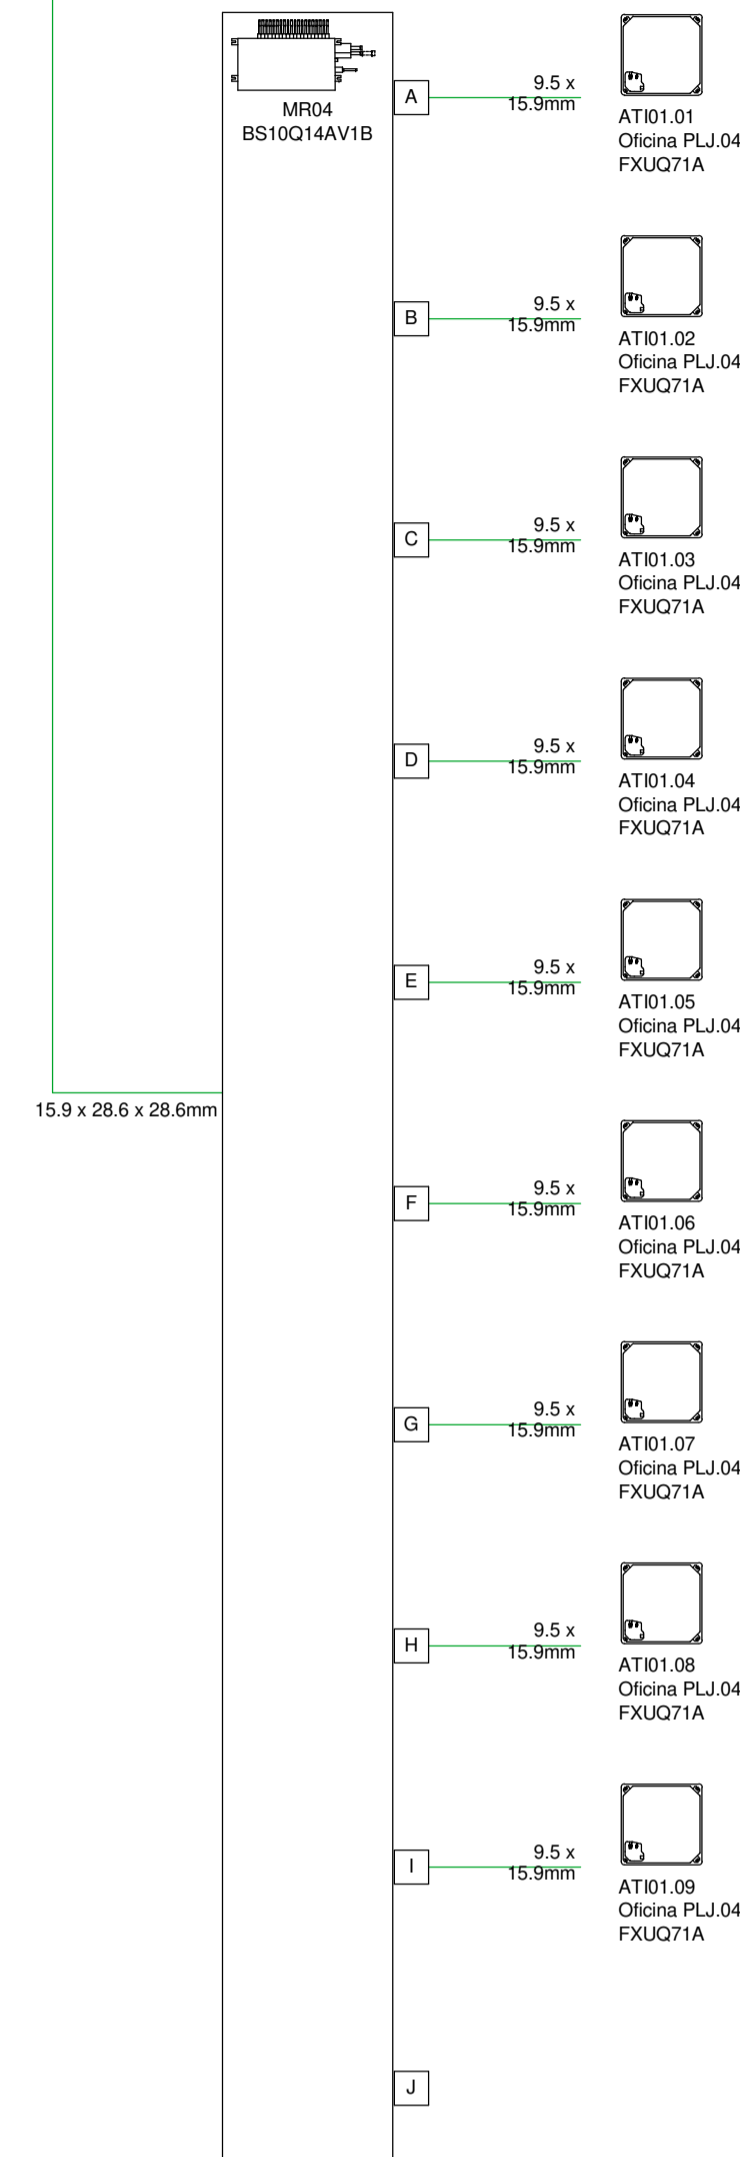 MR04
BS10Q14AV1B
A
9.5 x
15.9mm
ATI01.01
Oficina PLJ.04
FXUQ71A
B
9.5 x
15.9mm
ATI01.02
Oficina PLJ.04
FXUQ71A
C
9.5 x
15.9mm
ATI01.03
Oficina PLJ.04
FXUQ71A
D
9.5 x
15.9mm
ATI01.04
Oficina PLJ.04
FXUQ71A
E
9.5 x
15.9mm
ATI01.05
Oficina PLJ.04
FXUQ71A
15.9 x 28.6 x 28.6mm
F
9.5 x
15.9mm
ATI01.06
Oficina PLJ.04
FXUQ71A
G
9.5 x
15.9mm
ATI01.07
Oficina PLJ.04
FXUQ71A
H
9.5 x
15.9mm
ATI01.08
Oficina PLJ.04
FXUQ71A
I
9.5 x
15.9mm
ATI01.09
Oficina PLJ.04
FXUQ71A
J